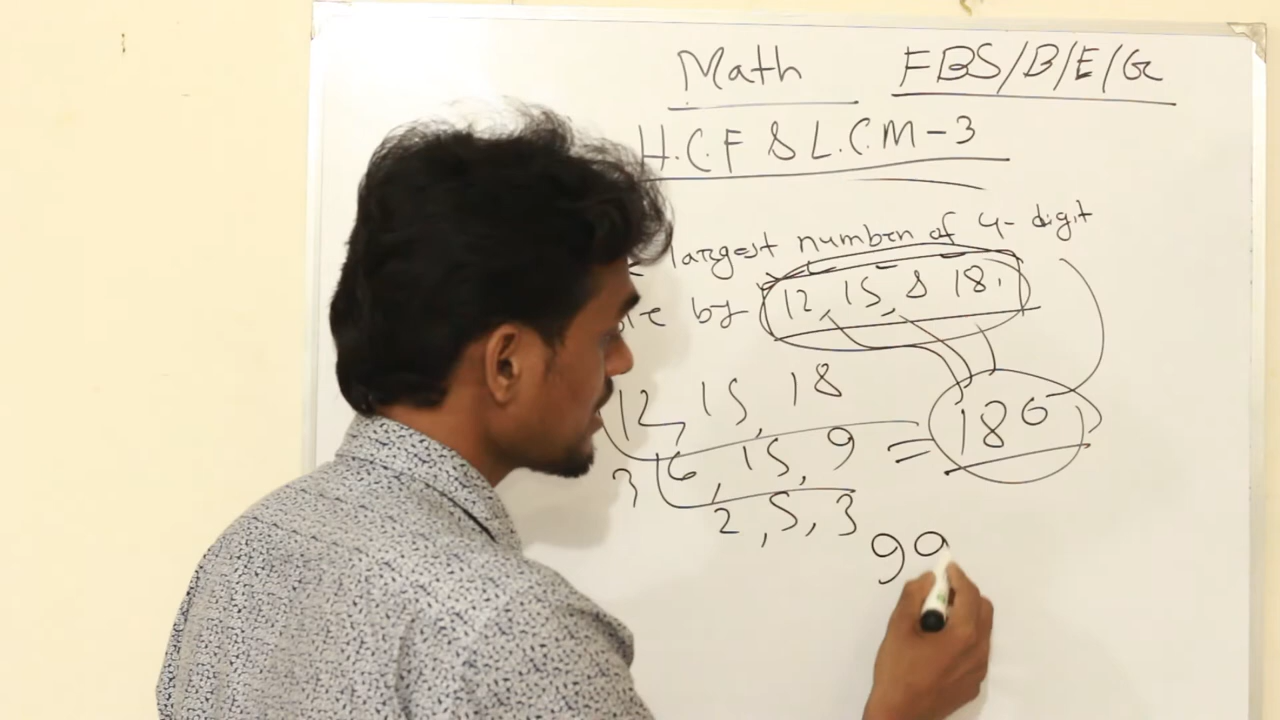 Math FBS/B/E/G
H.C.F & L.C.M-3
largest number of 4-digit
by 12, 15, & 18.
12, 15, 18
3 6, 15, 9 = 180
2, 5, 3
99